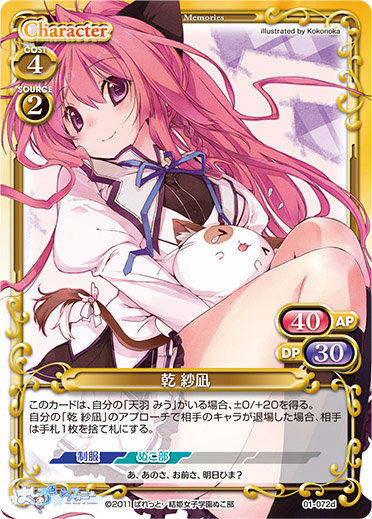 Memories
illustrated by Kokonoka
Character
COST
4
SOURCE
2
40 AP
DP 30
乾 紗凪
このカードは、自分の「天羽 みう」がいる場合、±0/+20を得る。
自分の「乾 紗凪」のアプローチで相手のキャラが退場した場合、相手
は手札1枚を捨て札にする。
制服 ぬこ部
あ、あのさ、お前さ、明日ひま?
©2011 ぱれっと/結姫女子学園ぬこ部
01-072d